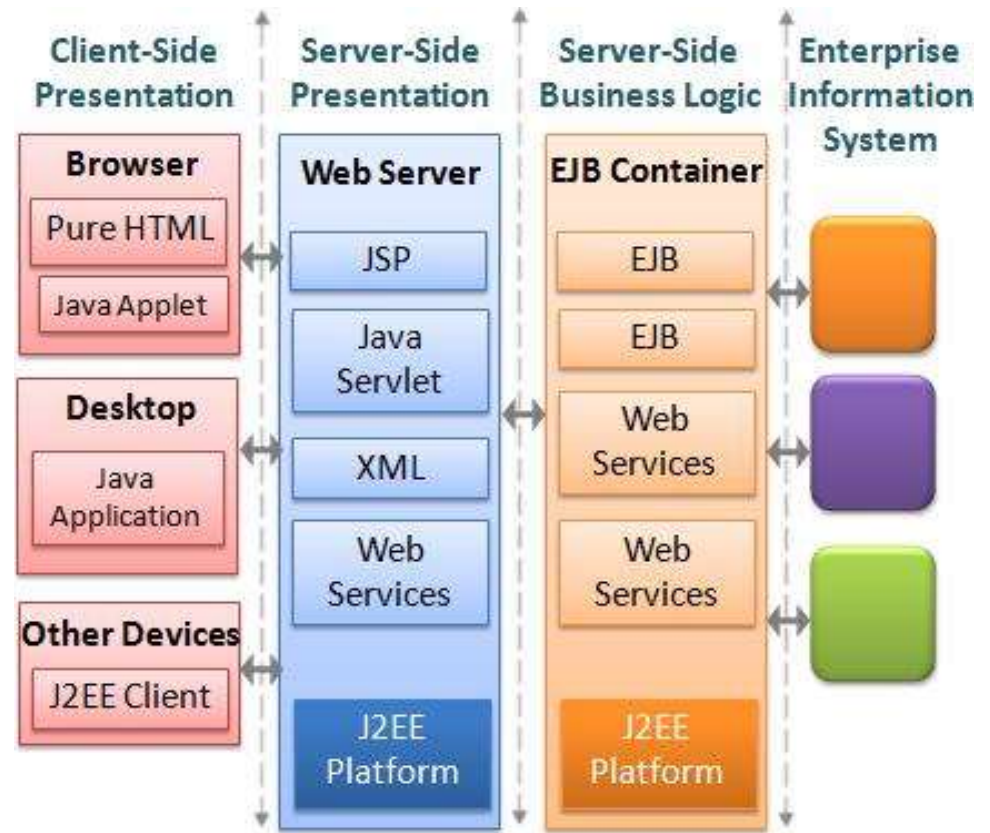 Client-Side
Presentation
Server-Side
Presentation
Server-Side
Business Logic
Enterprise
Information
System
Browser
Pure HTML
Java Applet
Desktop
Java
Application
Other Devices
J2EE Client
Web Server
JSP
Java
Servlet
XML
Web
Services
J2EE
Platform
EJB Container
EJB
EJB
Web
Services
Web
Services
J2EE
Platform